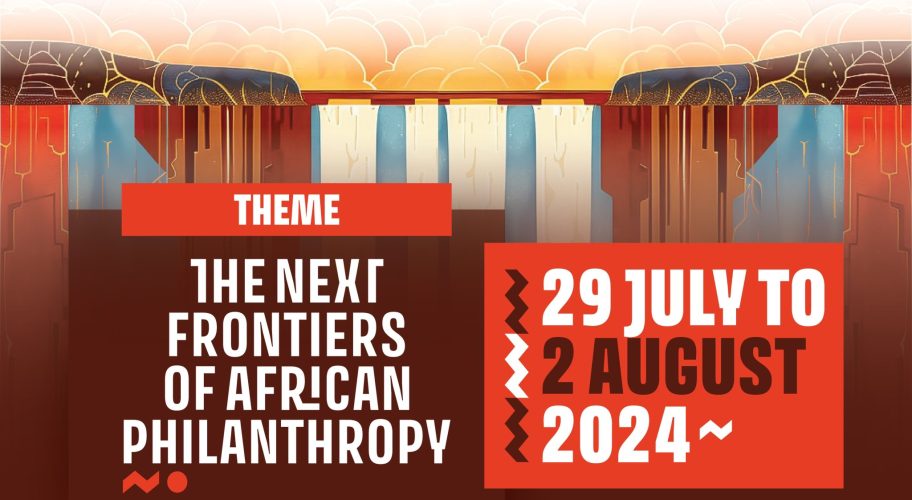 THEME
THE NEXT
FRONTIERS
OF AFRICAN
PHILANTHROPY
29 JULY TO
2 AUGUST
2024~